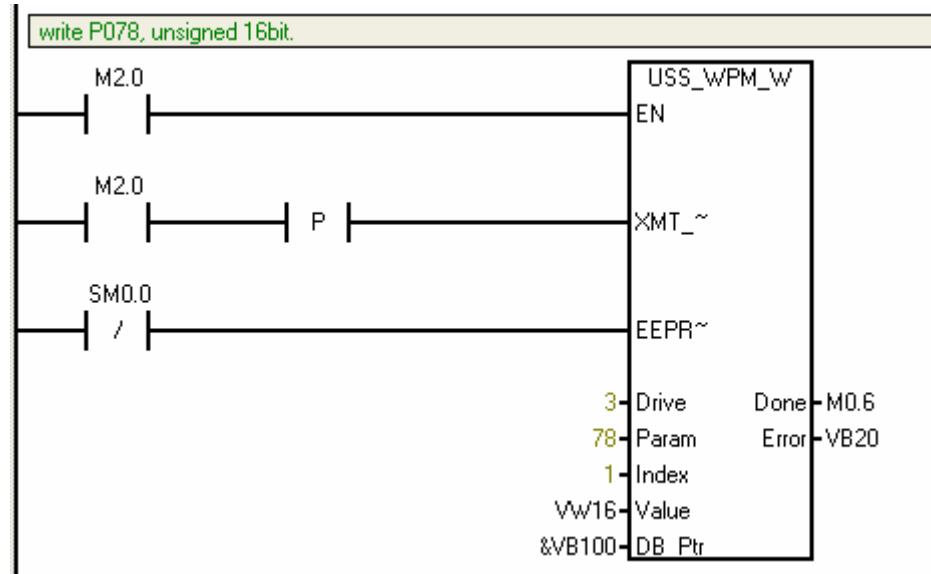 write P078, unsigned 16bit.
M2.0
USS_WPM_W
EN
M2.0
P
XMT_~
SM0.0
/
EEPR~
3 Drive Done M0.6
78 Param Error VB20
1 Index
VW16 Value
&VB100 DB_Ptr